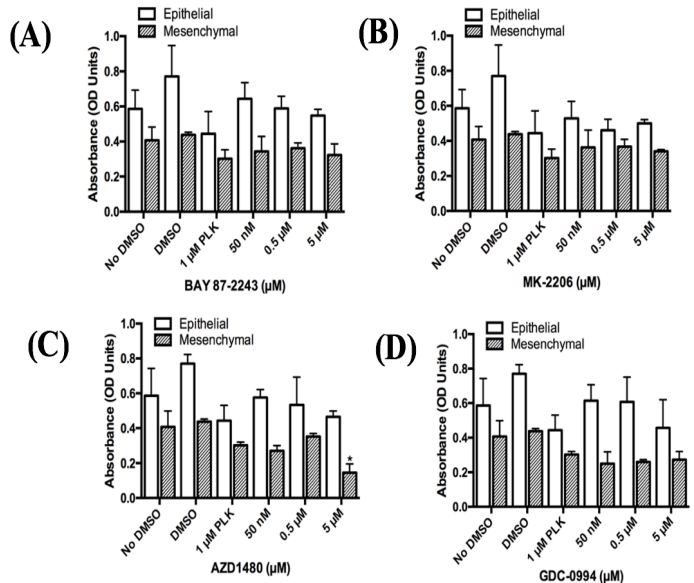 (A)
Epithelial
Mesenchymal
Absorbance (OD Units)
1.0
0.8
0.6
0.4
0.2
0.0
No DMSO
DMSO
1 µM PLK
50 nM
0.5 µM
5 µM
BAY 87-2243 (µM)
(B)
Epithelial
Mesenchymal
Absorbance (OD Units)
1.0
0.8
0.6
0.4
0.2
0.0
No DMSO
DMSO
1 µM PLK
50 nM
0.5 µM
5 µM
MK-2206 (µM)
(C)
Epithelial
Mesenchymal
Absorbance (OD Units)
1.0
0.8
0.6
0.4
0.2
0.0
*
No DMSO
DMSO
1 µM PLK
50 nM
0.5 µM
5 µM
AZD1480 (µM)
(D)
Epithelial
Mesenchymal
Absorbance (OD Units)
1.0
0.8
0.6
0.4
0.2
0.0
No DMSO
DMSO
1 µM PLK
50 nM
0.5 µM
5 µM
GDC-0994 (µM)